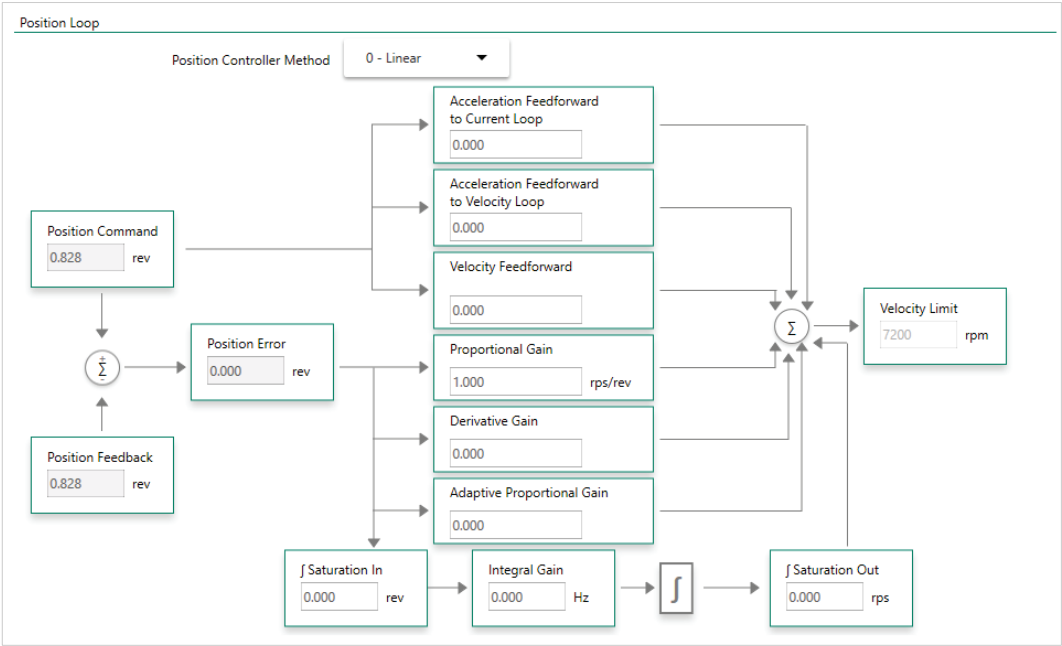 Position Loop
Position Controller Method 0 - Linear
Acceleration Feedforward
to Current Loop
0.000
Acceleration Feedforward
to Velocity Loop
0.000
Position Command
0.828 rev
Velocity Feedforward
0.000
Σ
Velocity Limit
7200 rpm
+
Σ
-
Position Error
0.000 rev
Proportional Gain
1.000 rps/rev
Derivative Gain
0.000
Position Feedback
0.828 rev
Adaptive Proportional Gain
0.000
∫ Saturation In
0.000 rev
Integral Gain
0.000 Hz
∫
∫ Saturation Out
0.000 rps